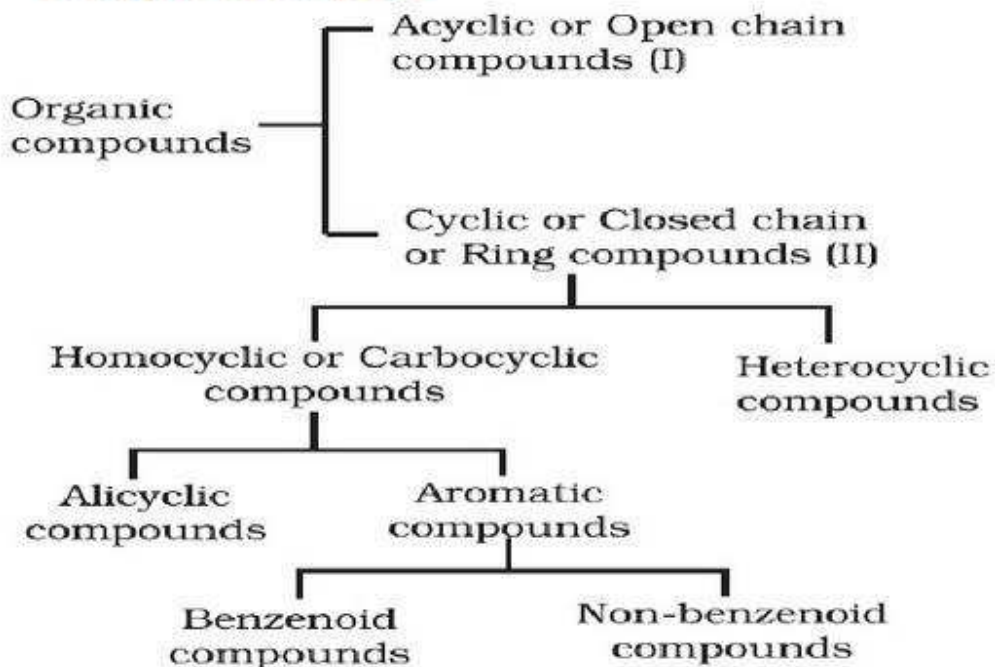 Acyclic or Open chain
compounds (I)
Organic
compounds
Cyclic or Closed chain
or Ring compounds (II)
Homocyclic or Carbocyclic
compounds
Heterocyclic
compounds
Alicyclic
compounds
Aromatic
compounds
Benzenoid
compounds
Non-benzenoid
compounds